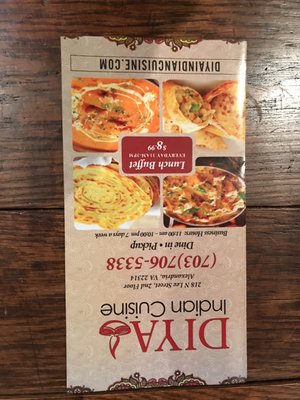 DIYA
Indian Cuisine
218 N Lee Street, 2nd Floor
Alexandria, VA 22314
(703)706-5338
Dine in • Pickup
Business Hours: 11:00 am - 10:00 pm 7 days a week
Lunch Buffet
EVERYDAY 11AM-3PM
$8.99
DIYAINDIANCUISINE.COM